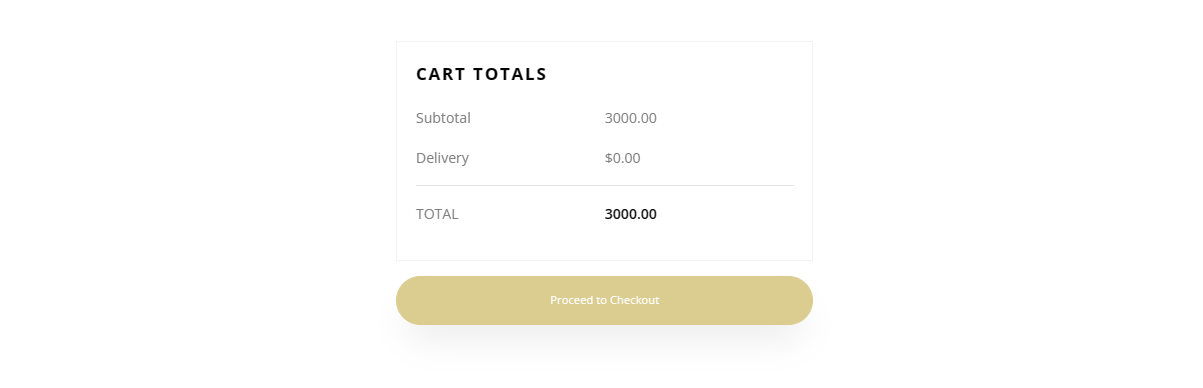 CART TOTALS
Subtotal 3000.00
Delivery $0.00
TOTAL 3000.00
Proceed to Checkout